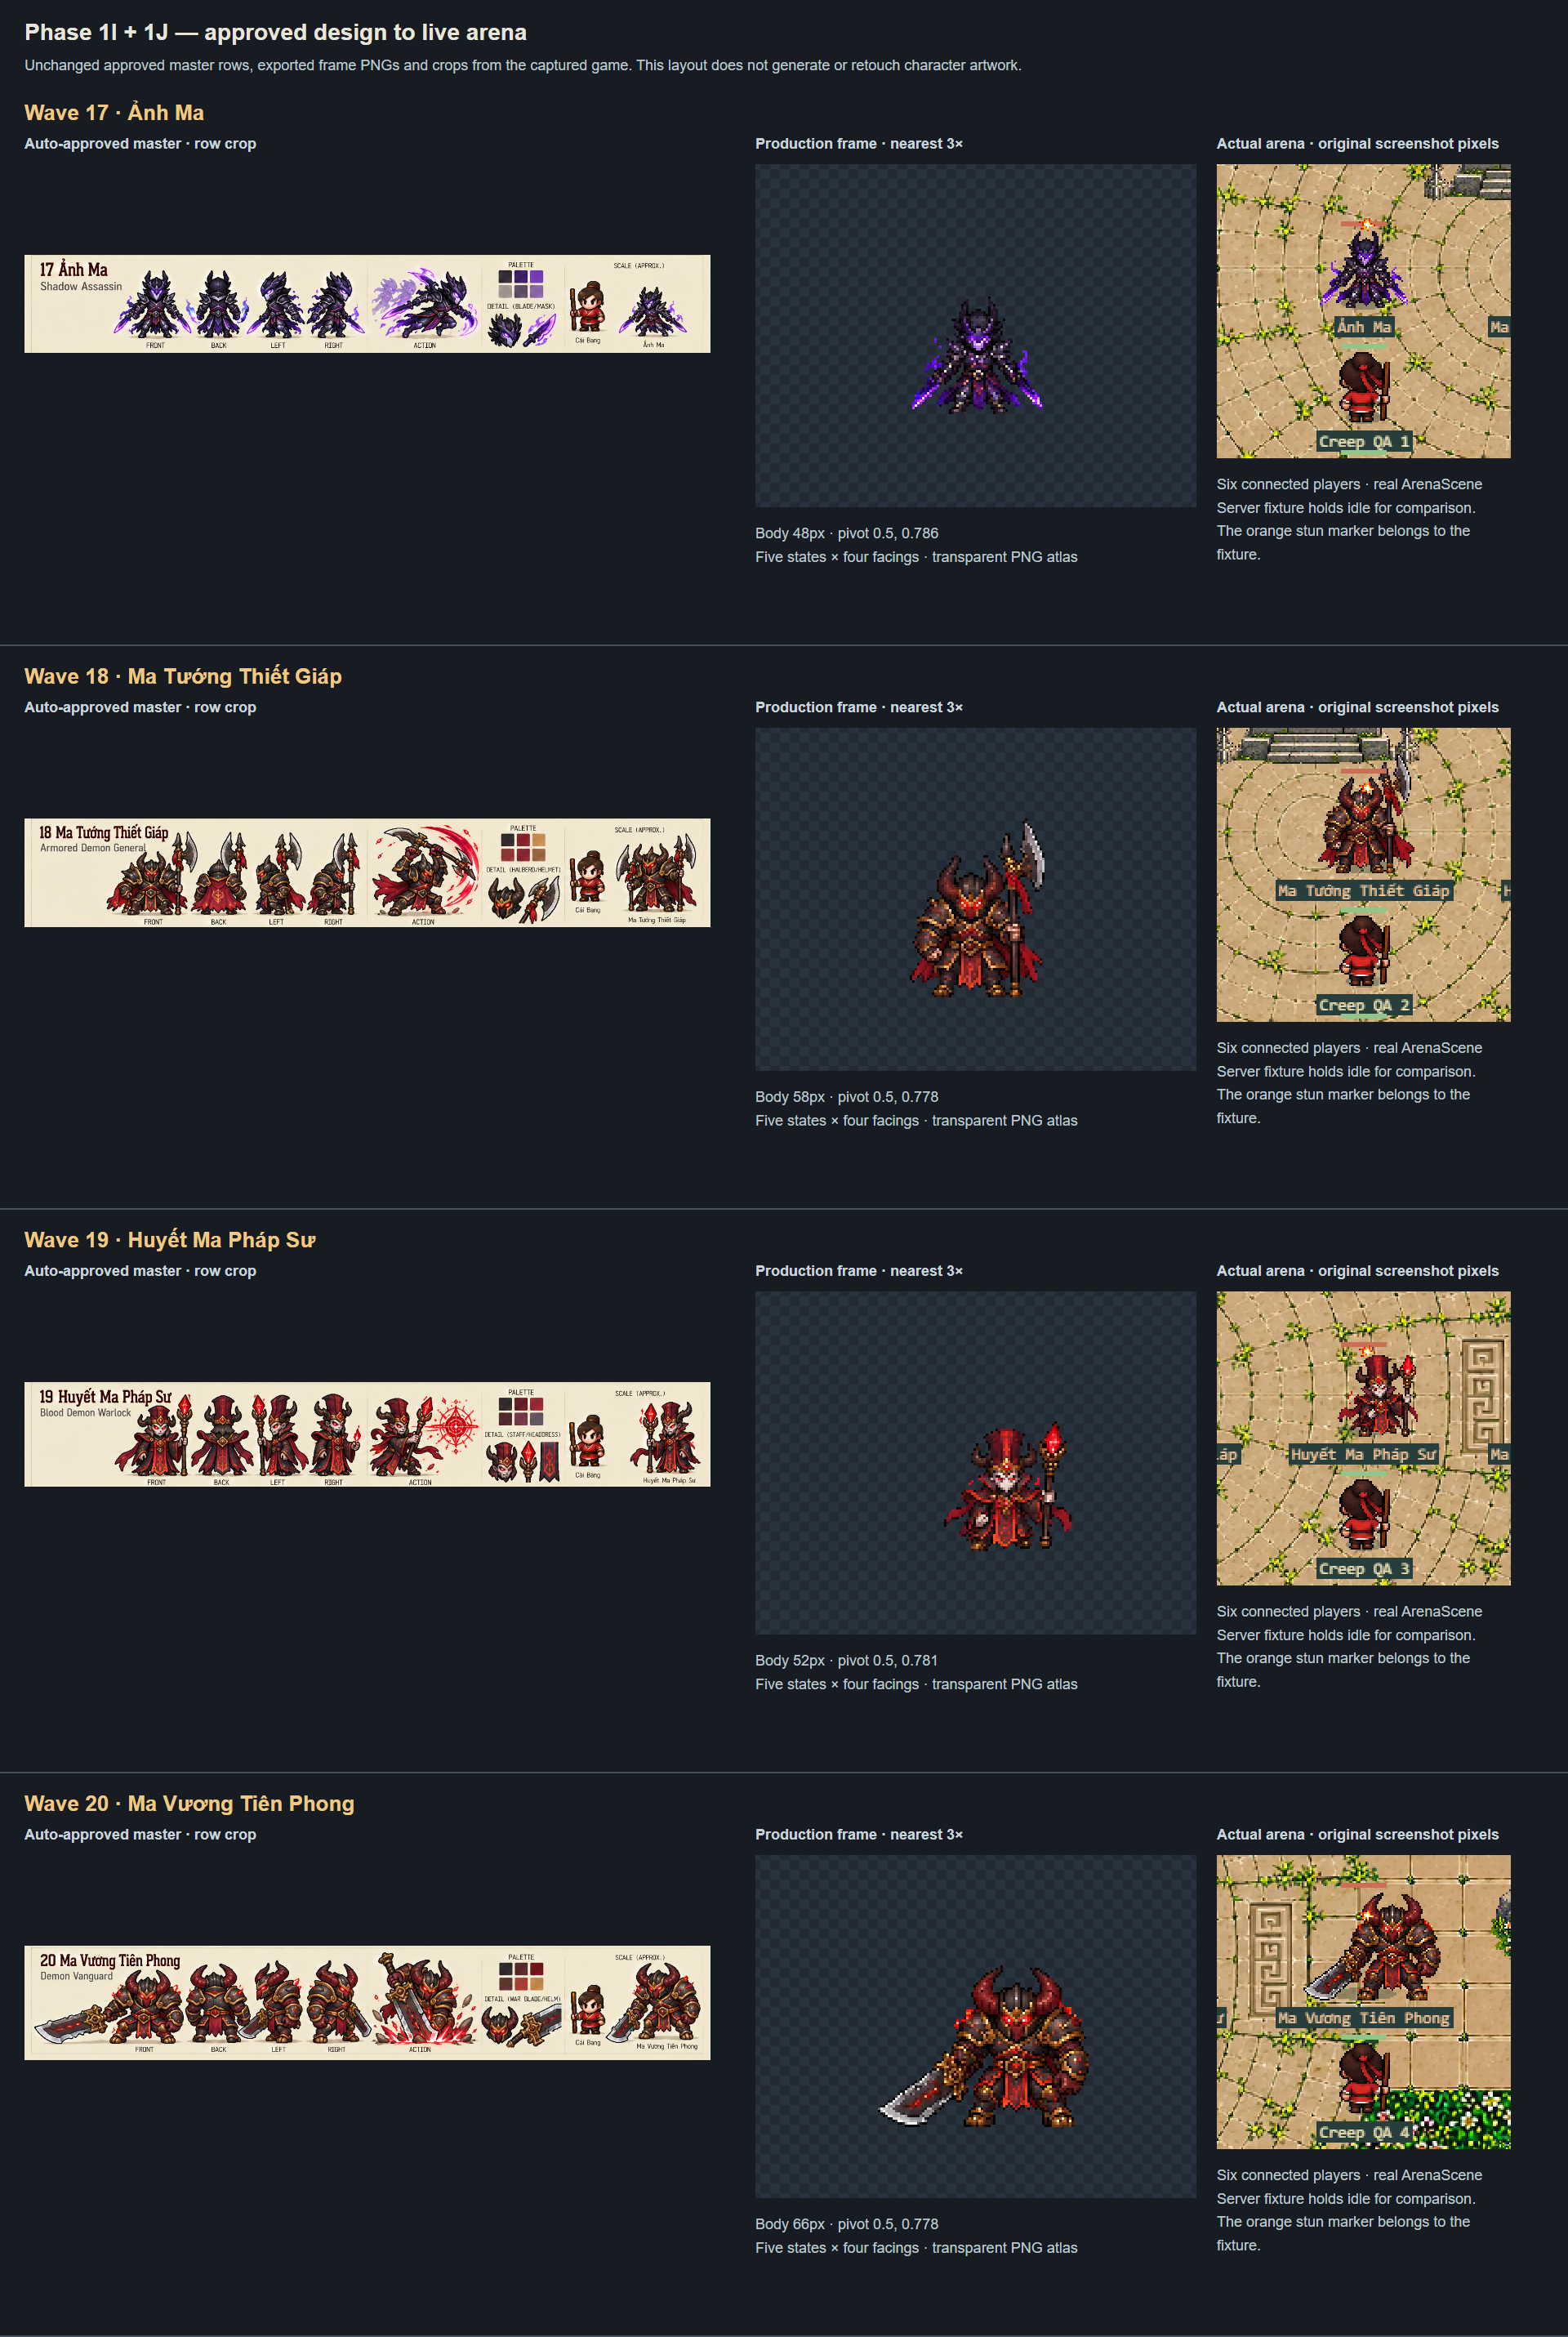 Phase 1I + 1J — approved design to live arena
Unchanged approved master rows, exported frame PNGs and crops from the captured game. This layout does not generate or retouch character artwork.
Wave 17 · Ảnh Ma
Auto-approved master · row crop
17 Ảnh Ma
Shadow Assassin
FRONT
BACK
LEFT
RIGHT
ACTION
PALETTE
DETAIL (BLADE/MASK)
SCALE (APPROX.)
Cái Bang
Ảnh Ma
Production frame · nearest 3×
Body 48px · pivot 0.5, 0.786
Five states × four facings · transparent PNG atlas
Actual arena · original screenshot pixels
Ảnh Ma
Ma
Creep QA 1
Six connected players · real ArenaScene
Server fixture holds idle for comparison.
The orange stun marker belongs to the
fixture.
Wave 18 · Ma Tướng Thiết Giáp
Auto-approved master · row crop
18 Ma Tướng Thiết Giáp
Armored Demon General
FRONT
BACK
LEFT
RIGHT
ACTION
PALETTE
DETAIL (HALBERD/HELMET)
SCALE (APPROX.)
Cái Bang
Ma Tướng Thiết Giáp
Production frame · nearest 3×
Body 58px · pivot 0.5, 0.778
Five states × four facings · transparent PNG atlas
Actual arena · original screenshot pixels
Ma Tướng Thiết Giáp
H
Creep QA 2
Six connected players · real ArenaScene
Server fixture holds idle for comparison.
The orange stun marker belongs to the
fixture.
Wave 19 · Huyết Ma Pháp Sư
Auto-approved master · row crop
19 Huyết Ma Pháp Sư
Blood Demon Warlock
FRONT
BACK
LEFT
RIGHT
ACTION
PALETTE
DETAIL (STAFF/HEADDRESS)
SCALE (APPROX.)
Cái Bang
Huyết Ma Pháp Sư
Production frame · nearest 3×
Body 52px · pivot 0.5, 0.781
Five states × four facings · transparent PNG atlas
Actual arena · original screenshot pixels
áp
Huyết Ma Pháp Sư
Ma
Creep QA 3
Six connected players · real ArenaScene
Server fixture holds idle for comparison.
The orange stun marker belongs to the
fixture.
Wave 20 · Ma Vương Tiên Phong
Auto-approved master · row crop
20 Ma Vương Tiên Phong
Demon Vanguard
FRONT
BACK
LEFT
RIGHT
ACTION
PALETTE
DETAIL (WAR BLADE/HELM)
SCALE (APPROX.)
Cái Bang
Ma Vương Tiên Phong
Production frame · nearest 3×
Body 66px · pivot 0.5, 0.778
Five states × four facings · transparent PNG atlas
Actual arena · original screenshot pixels
ư
Ma Vương Tiên Phong
Creep QA 4
Six connected players · real ArenaScene
Server fixture holds idle for comparison.
The orange stun marker belongs to the
fixture.